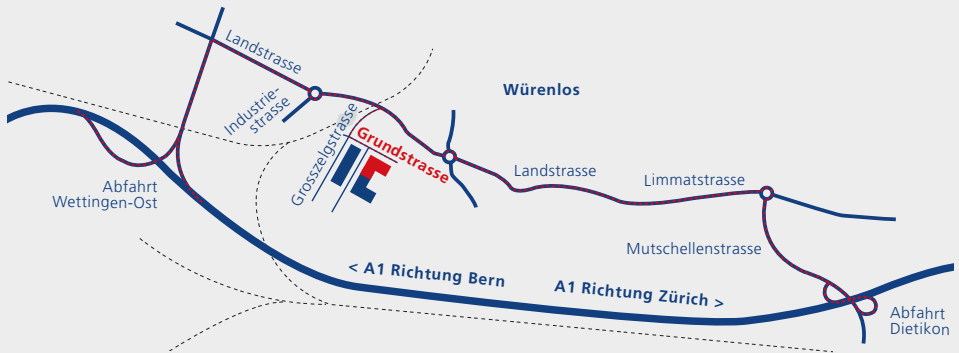 Landstrasse
Industrie-
strasse
Grosszelgstrasse
Grundstrasse
Würenlos
Landstrasse
Limmatstrasse
Abfahrt
Wettingen-Ost
Mutschellenstrasse
< A1 Richtung Bern
A1 Richtung Zürich >
Abfahrt
Dietikon